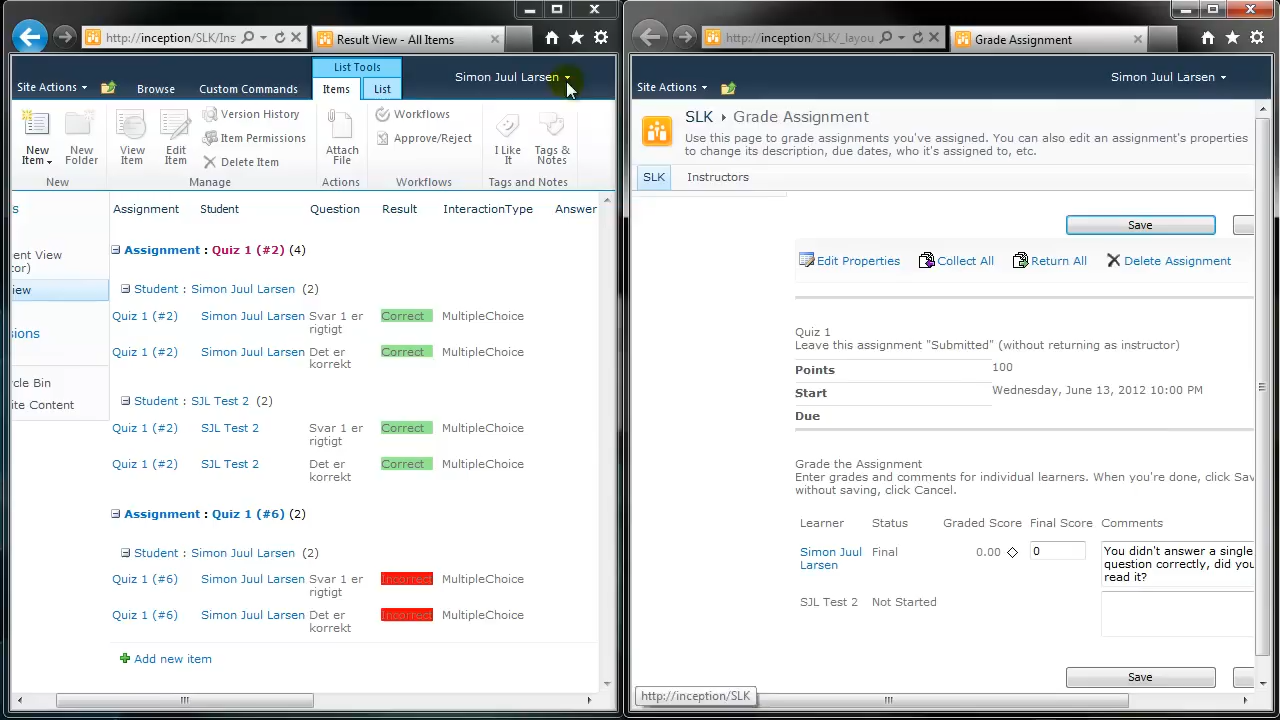 http://inception/SLK/Ins
Result View - All Items
Site Actions
Browse
Custom Commands
List Tools
Items
List
Simon Juul Larsen
New Item
New Folder
New
View Item
Edit Item
Version History
Item Permissions
Delete Item
Manage
Attach File
Actions
Workflows
Approve/Reject
Workflows
I Like It
Tags & Notes
Tags and Notes
s
ent View
tor)
iew
sions
cle Bin
ite Content
Assignment Student Question Result InteractionType Answer
Assignment : Quiz 1 (#2) (4)
Student : Simon Juul Larsen (2)
Quiz 1 (#2) Simon Juul Larsen Svar 1 er rigtigt Correct MultipleChoice
Quiz 1 (#2) Simon Juul Larsen Det er korrekt Correct MultipleChoice
Student : SJL Test 2 (2)
Quiz 1 (#2) SJL Test 2 Svar 1 er rigtigt Correct MultipleChoice
Quiz 1 (#2) SJL Test 2 Det er korrekt Correct MultipleChoice
Assignment : Quiz 1 (#6) (2)
Student : Simon Juul Larsen (2)
Quiz 1 (#6) Simon Juul Larsen Svar 1 er rigtigt Incorrect MultipleChoice
Quiz 1 (#6) Simon Juul Larsen Det er korrekt Incorrect MultipleChoice
Add new item
http://inception/SLK/_layou
Grade Assignment
Site Actions
Simon Juul Larsen
SLK Grade Assignment
Use this page to grade assignments you've assigned. You can also edit an assignment's properties
to change its description, due dates, who it's assigned to, etc.
SLK Instructors
Save
Edit Properties Collect All Return All Delete Assignment
Quiz 1
Leave this assignment "Submitted" (without returning as instructor)
Points 100
Start Wednesday, June 13, 2012 10:00 PM
Due
Grade the Assignment
Enter grades and comments for individual learners. When you're done, click Sav
without saving, click Cancel.
Learner Status Graded Score Final Score Comments
Simon Juul Larsen Final 0.00 0
You didn't answer a single
question correctly, did you
read it?
SJL Test 2 Not Started
Save
http://inception/SLK